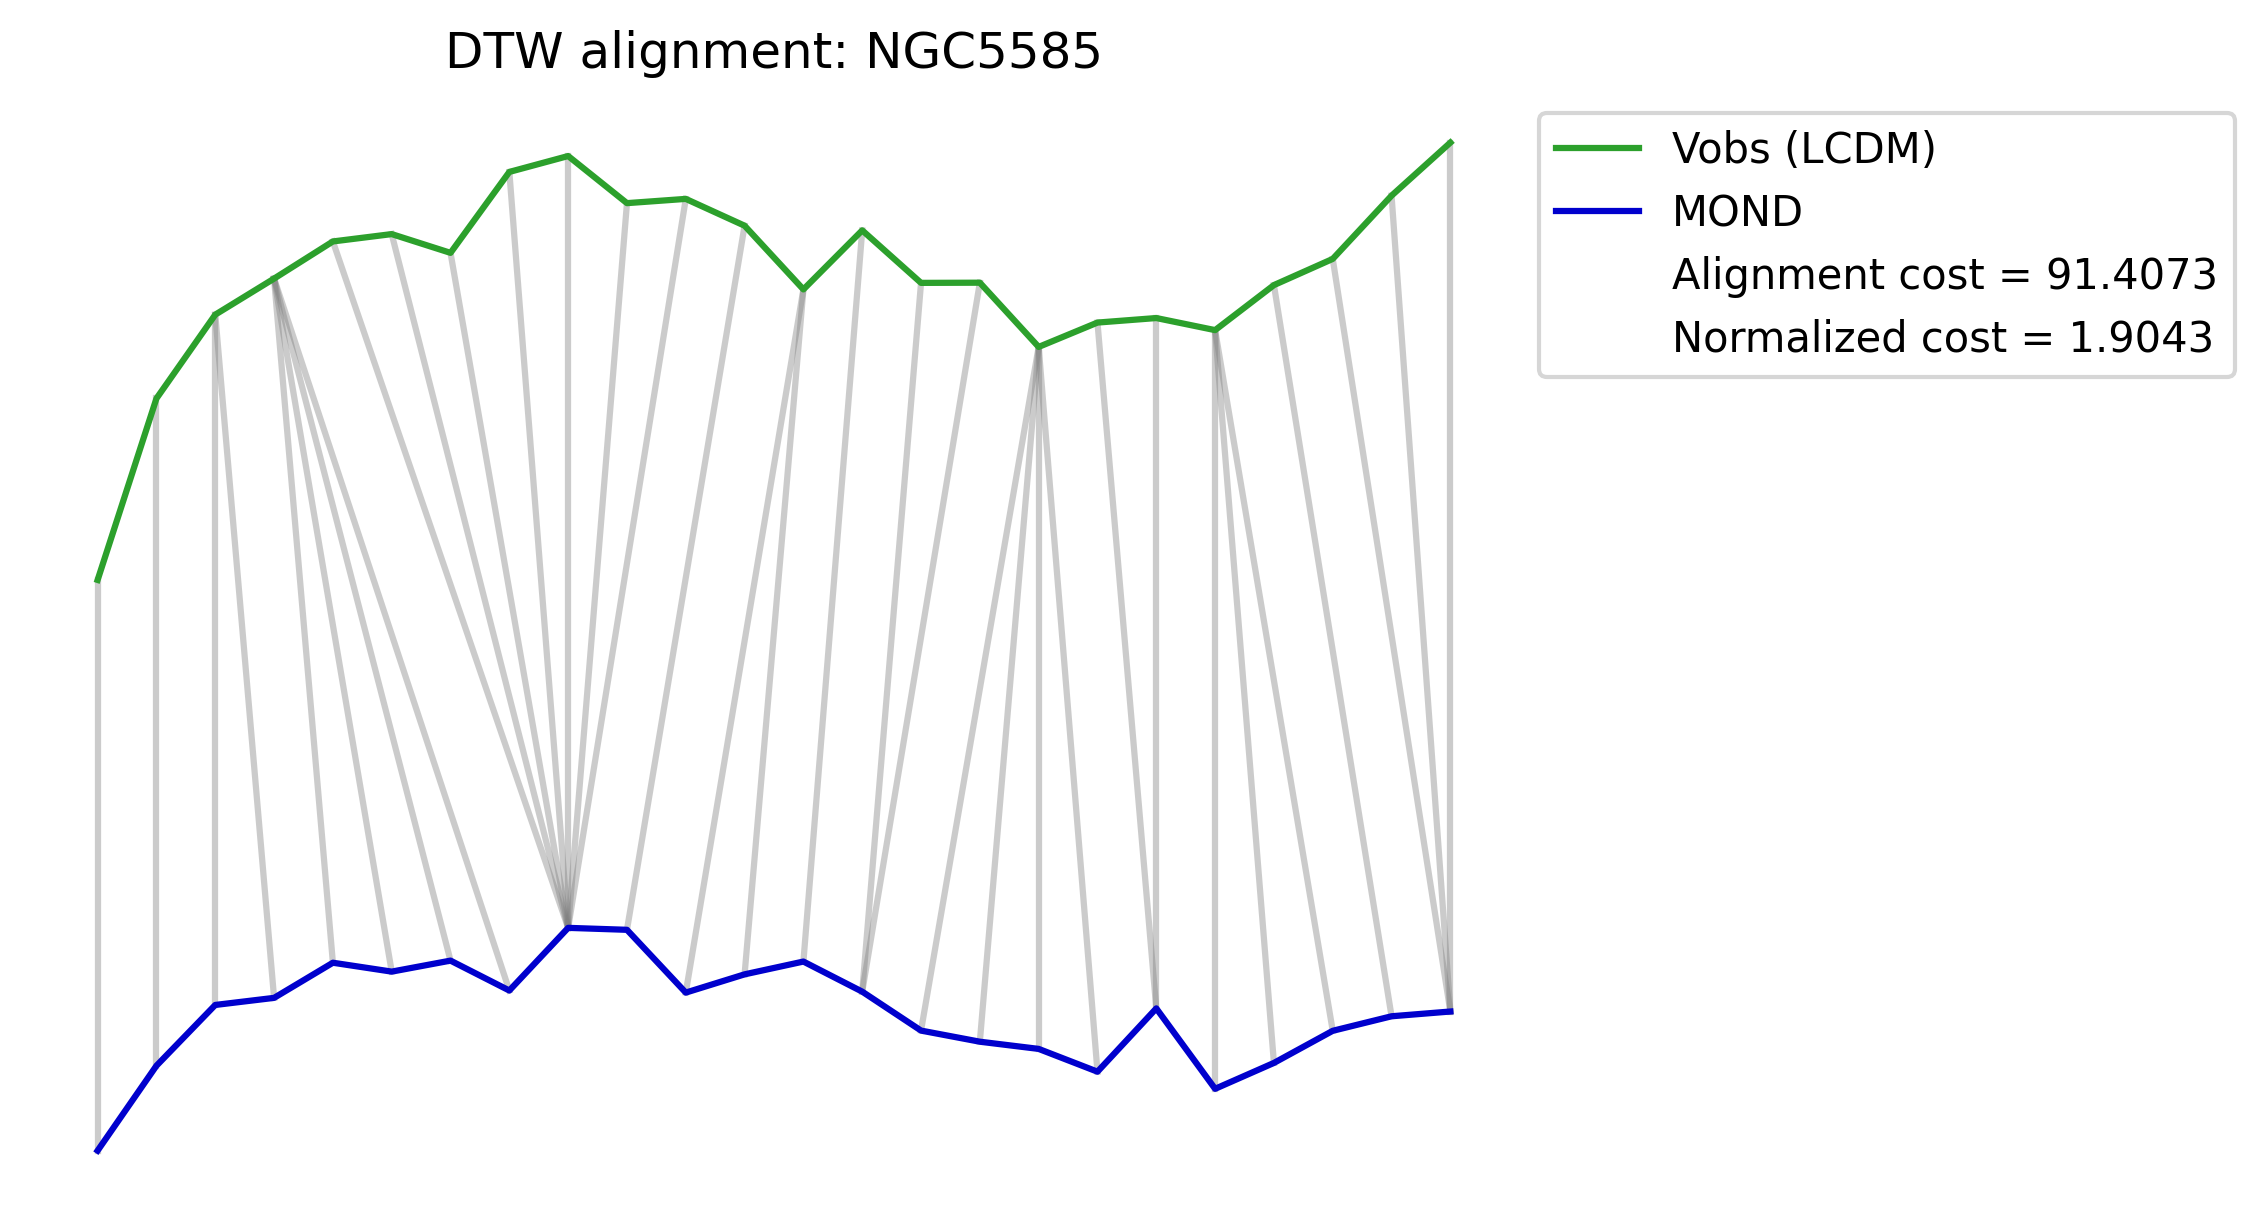 DTW alignment: NGC5585
Vobs (LCDM)
MOND
Alignment cost = 91.4073
Normalized cost = 1.9043